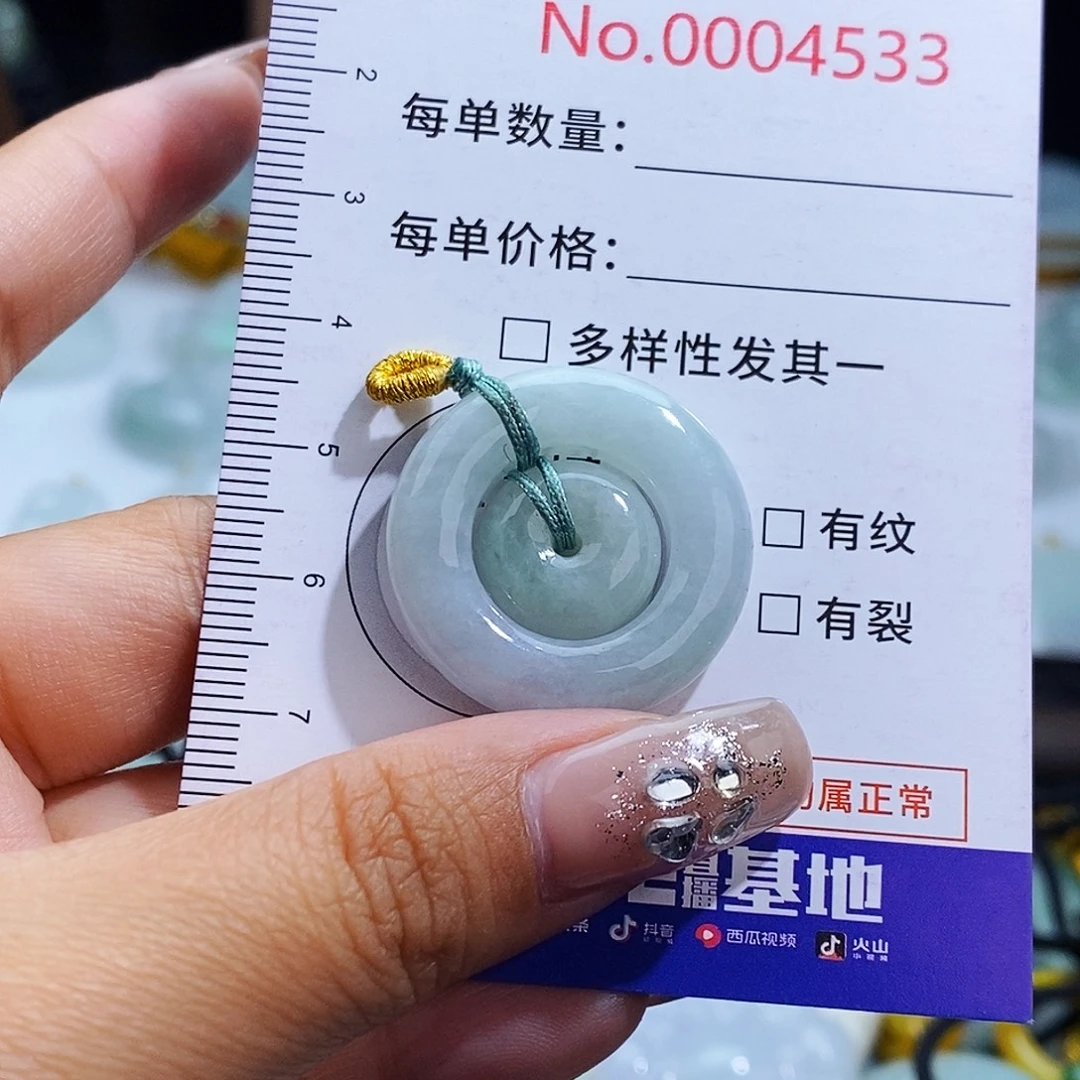 No.0004533
2
每单数量：
3
每单价格：
4
多样性发其一
5
有纹
6
有裂
7
属正常
播基地
抖音
西瓜视频
火山